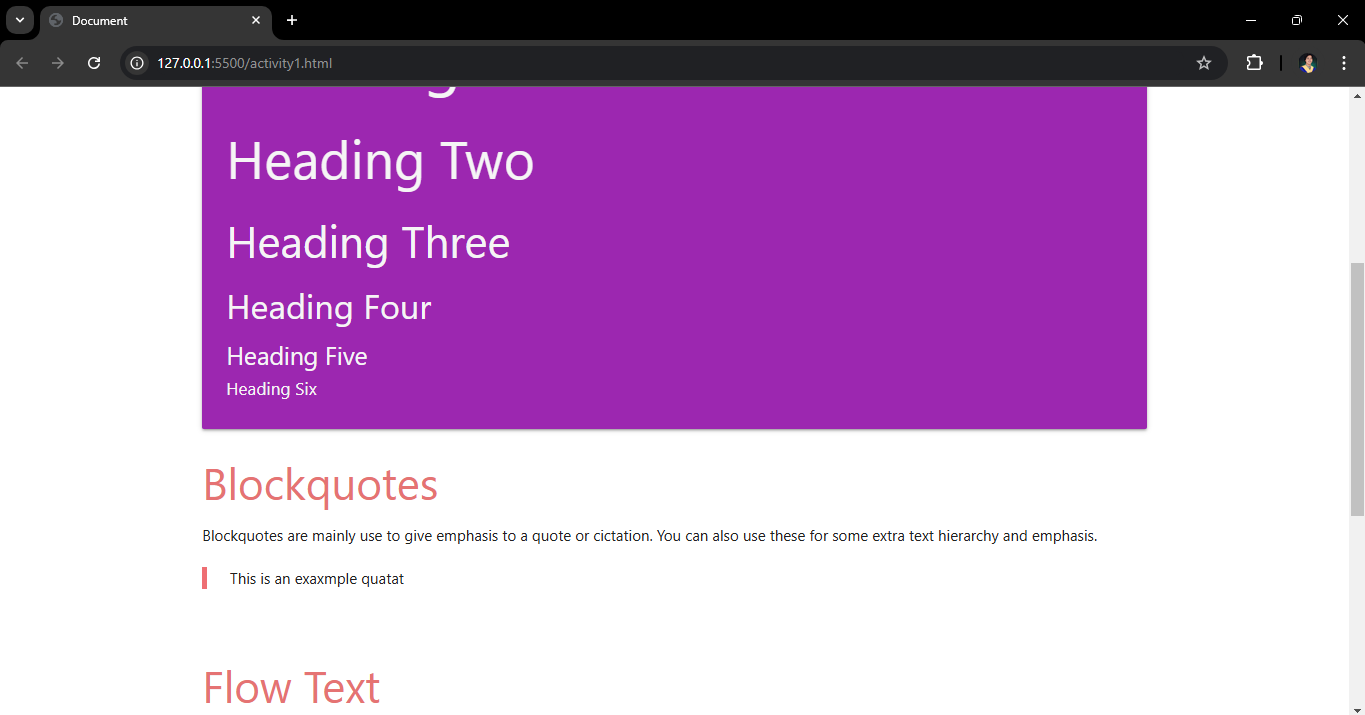 Document
127.0.0.1:5500/activity1.html
Heading Two
Heading Three
Heading Four
Heading Five
Heading Six
Blockquotes
Blockquotes are mainly use to give emphasis to a quote or cictation. You can also use these for some extra text hierarchy and emphasis.
This is an exaxmple quatat
Flow Text